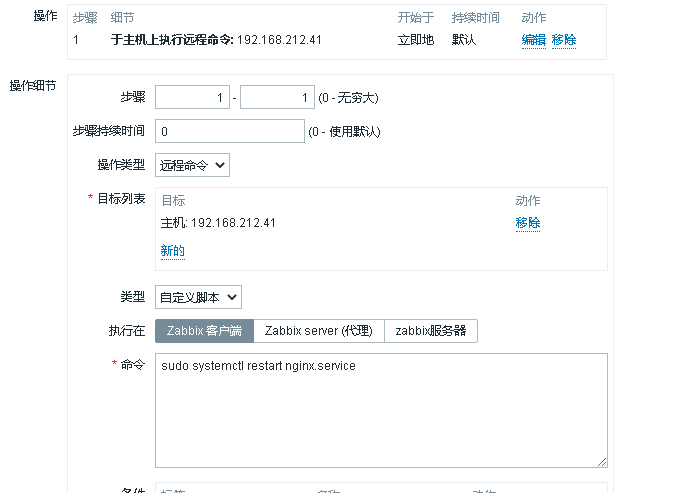 操作 步骤 细节 开始于 持续时间 动作
1 于主机上执行远程命令: 192.168.212.41 立即地 默认 编辑 移除
操作细节
步骤 1 - 1 (0 - 无穷大)
步骤持续时间 0 (0 - 使用默认)
操作类型 远程命令
* 目标列表 目标 动作
主机: 192.168.212.41 移除
新的
类型 自定义脚本
执行在 Zabbix 客户端 Zabbix server (代理) zabbix服务器
* 命令 sudo systemctl restart nginx.service